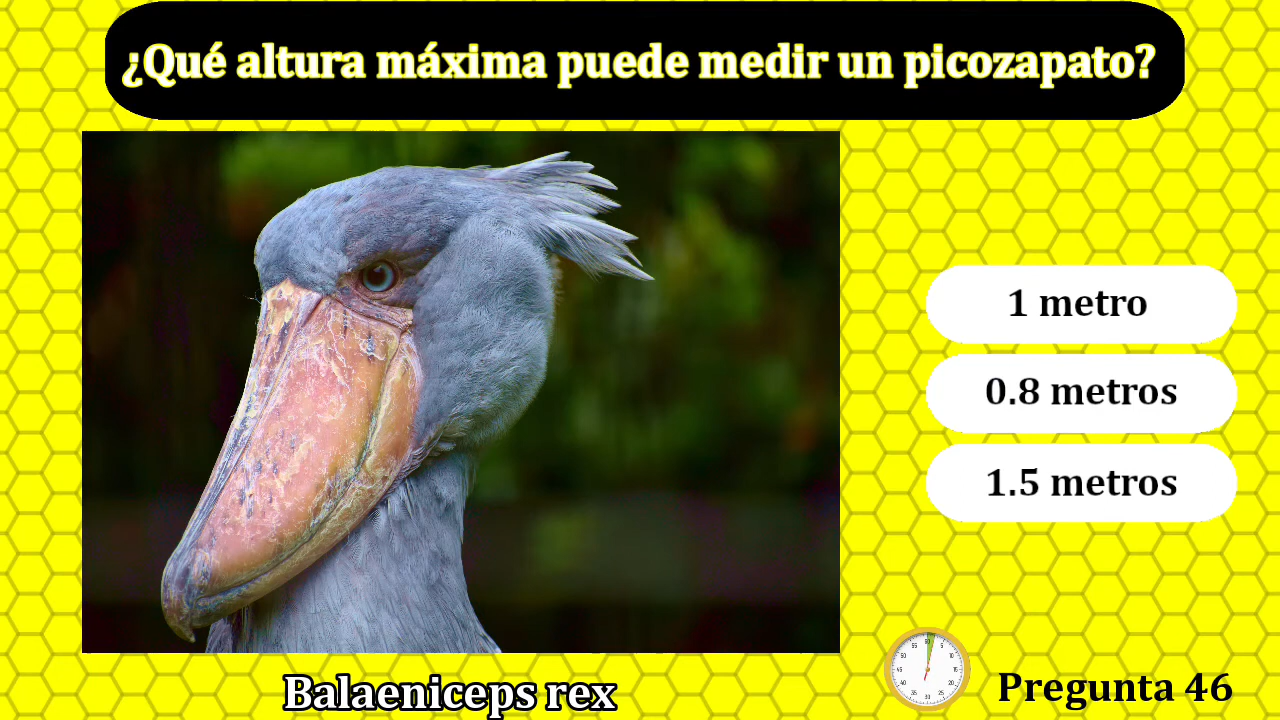 ¿Qué altura máxima puede medir un picozapato?
1 metro
0.8 metros
1.5 metros
Balaeniceps rex
Pregunta 46